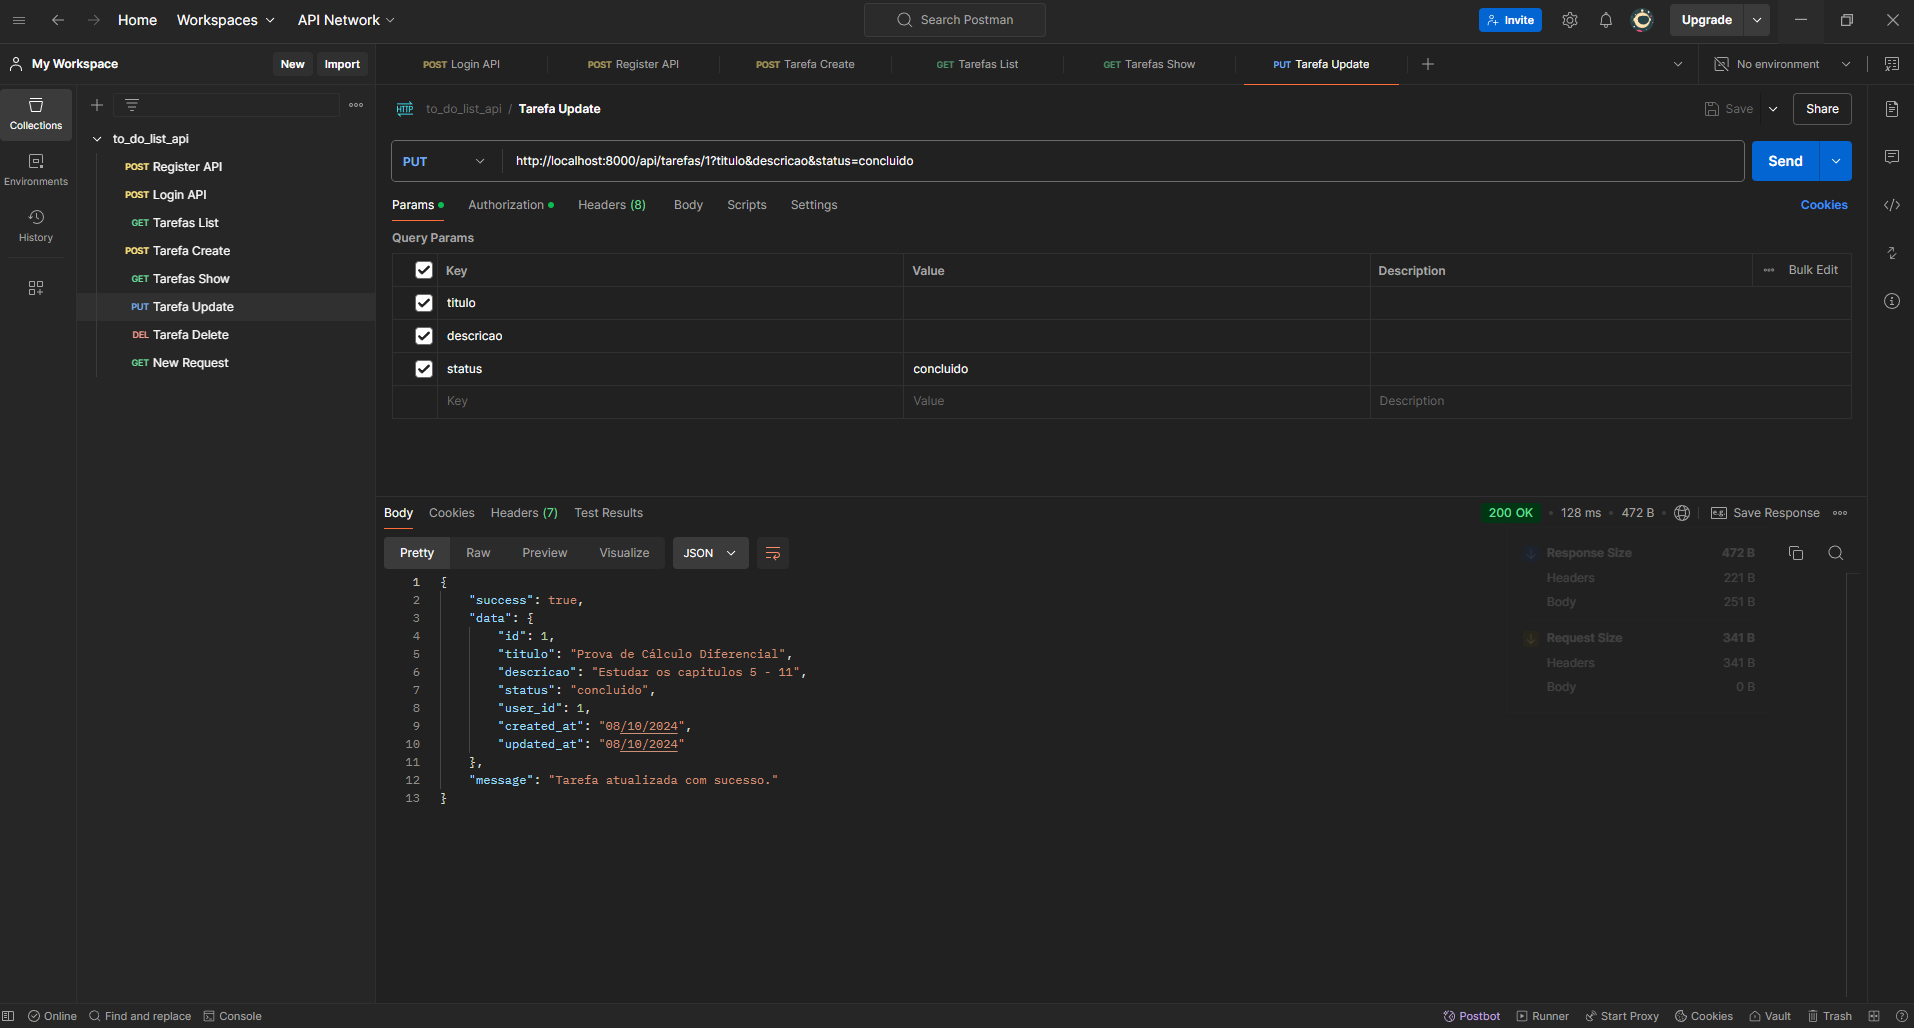 Home Workspaces API Network Search Postman Invite Upgrade
My Workspace New Import POST Login API POST Register API POST Tarefa Create GET Tarefas List GET Tarefas Show PUT Tarefa Update No environment
Collections
Environments
History
to_do_list_api
POST Register API
POST Login API
GET Tarefas List
POST Tarefa Create
GET Tarefas Show
PUT Tarefa Update
DEL Tarefa Delete
GET New Request
HTTP to_do_list_api / Tarefa Update Save Share
PUT http://localhost:8000/api/tarefas/1?titulo&descricao&status=concluido Send
Params Authorization Headers (8) Body Scripts Settings Cookies
Query Params
Key Value Description Bulk Edit
titulo
descricao
status concluido
Key Value Description
Body Cookies Headers (7) Test Results 200 OK 128 ms 472 B e.g. Save Response
Pretty Raw Preview Visualize JSON
Response Size 472 B
Headers 221 B
Body 251 B
Request Size 341 B
Headers 341 B
Body 0 B
1 {
2 "success": true,
3 "data": {
4 "id": 1,
5 "titulo": "Prova de Cálculo Diferencial",
6 "descricao": "Estudar os capitulos 5 - 11",
7 "status": "concluido",
8 "user_id": 1,
9 "created_at": "08/10/2024",
10 "updated_at": "08/10/2024"
11 },
12 "message": "Tarefa atualizada com sucesso."
13 }
Online Find and replace Console Postbot Runner Start Proxy Cookies Vault Trash